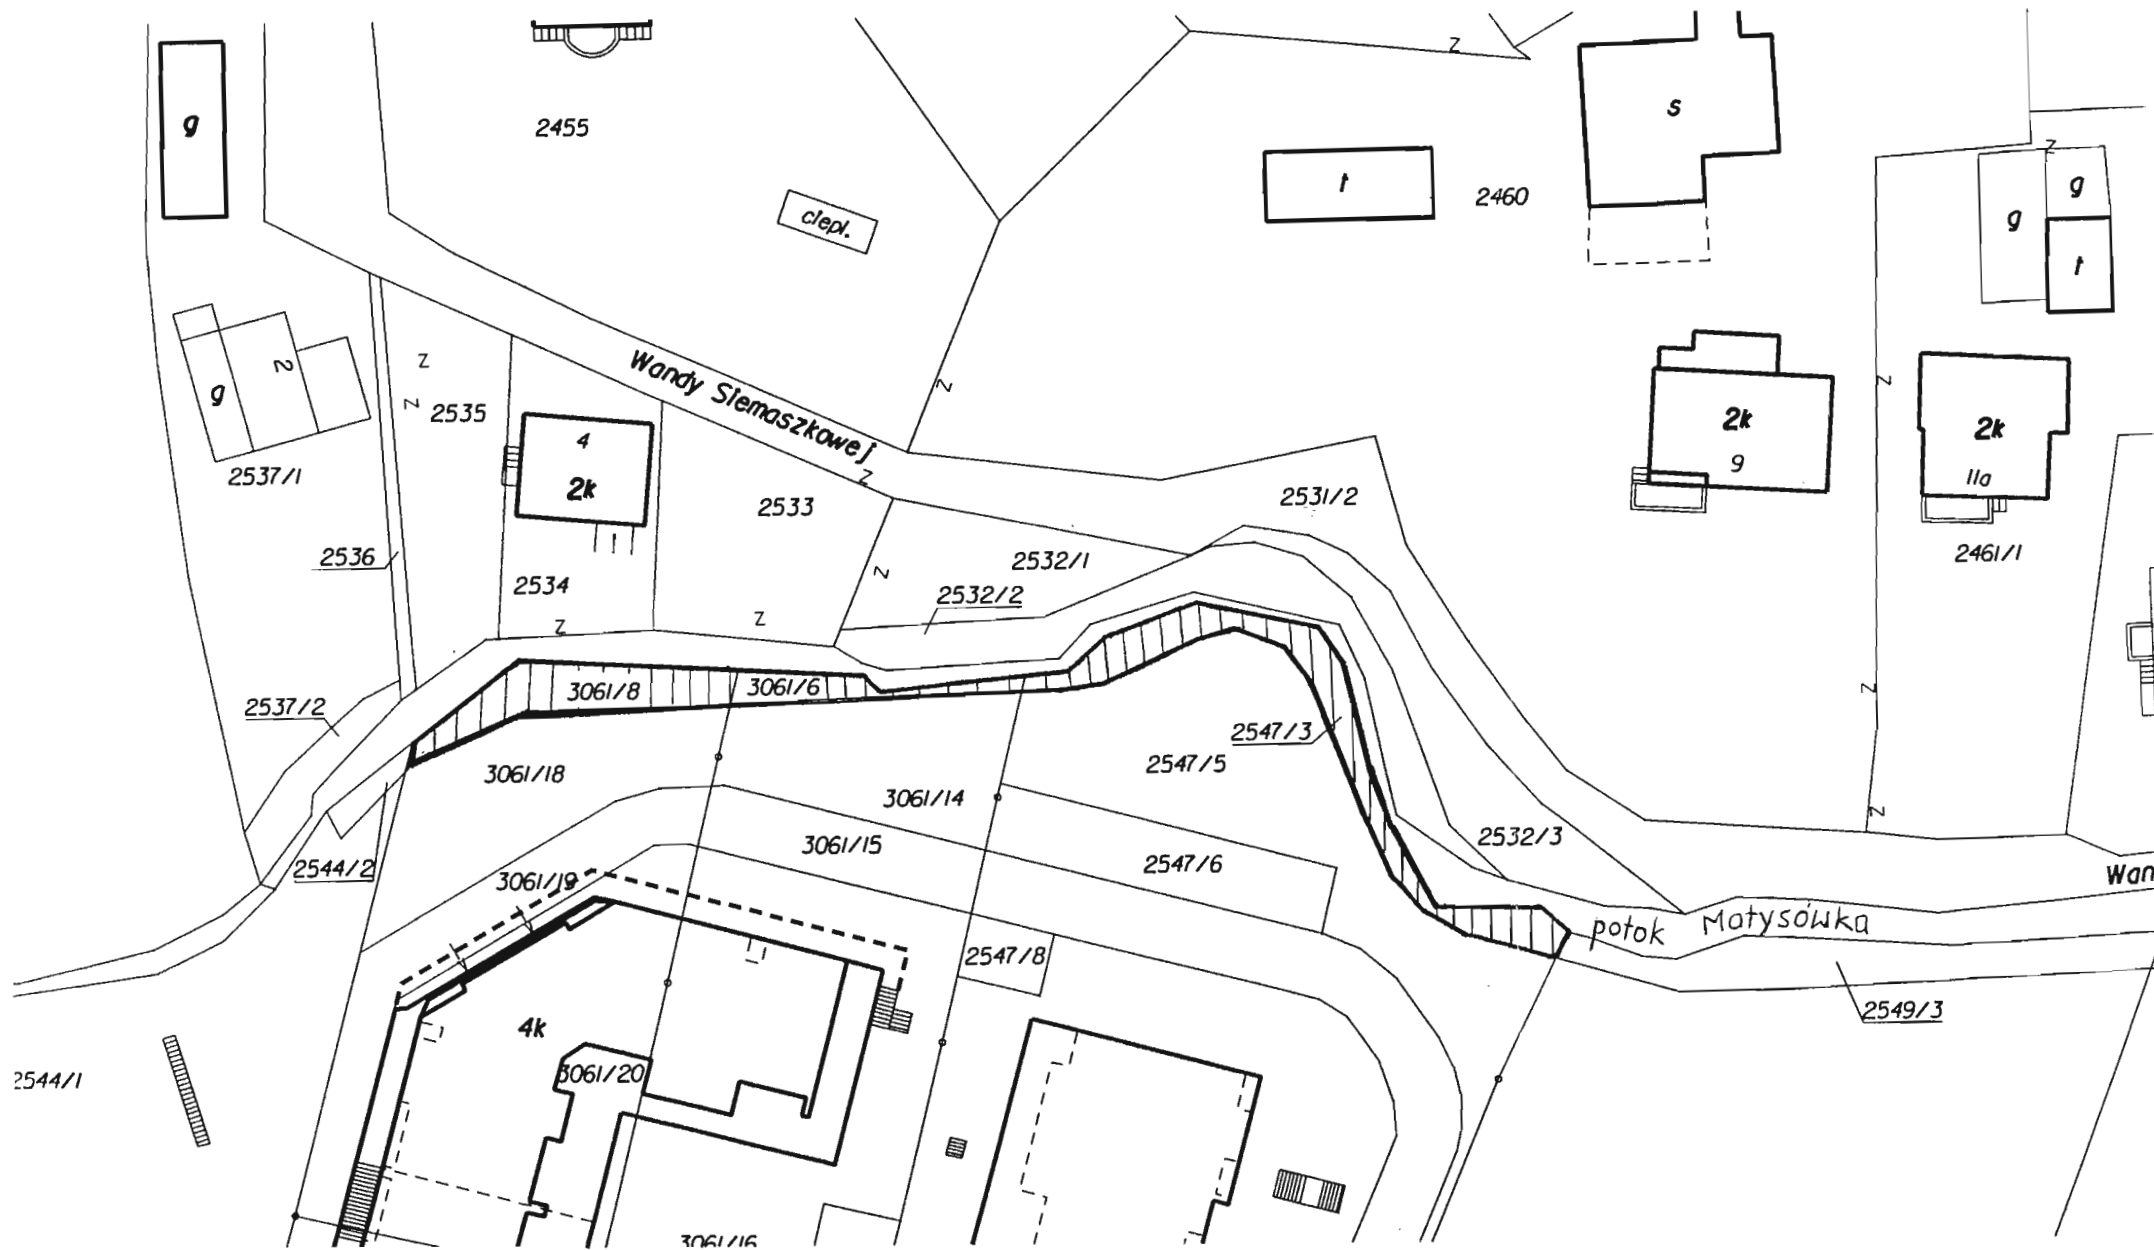 g
2455
ciepl.
z
s
t
2460
z
g
g
t
g
2
2537/1
z
z
2535
4
2k
Wandy Siemaszkowej
z
z
2533
2531/2
2k
9
z
2k
11a
2461/1
2536
2534
z
z
z
2532/1
2532/2
z
2537/2
3061/8
3061/6
2547/3
3061/18
3061/14
2547/5
z
2544/2
3061/19
3061/15
2547/6
2532/3
Wan
potok Matysówka
2547/8
2549/3
4k
3061/20
2544/1
3061/16